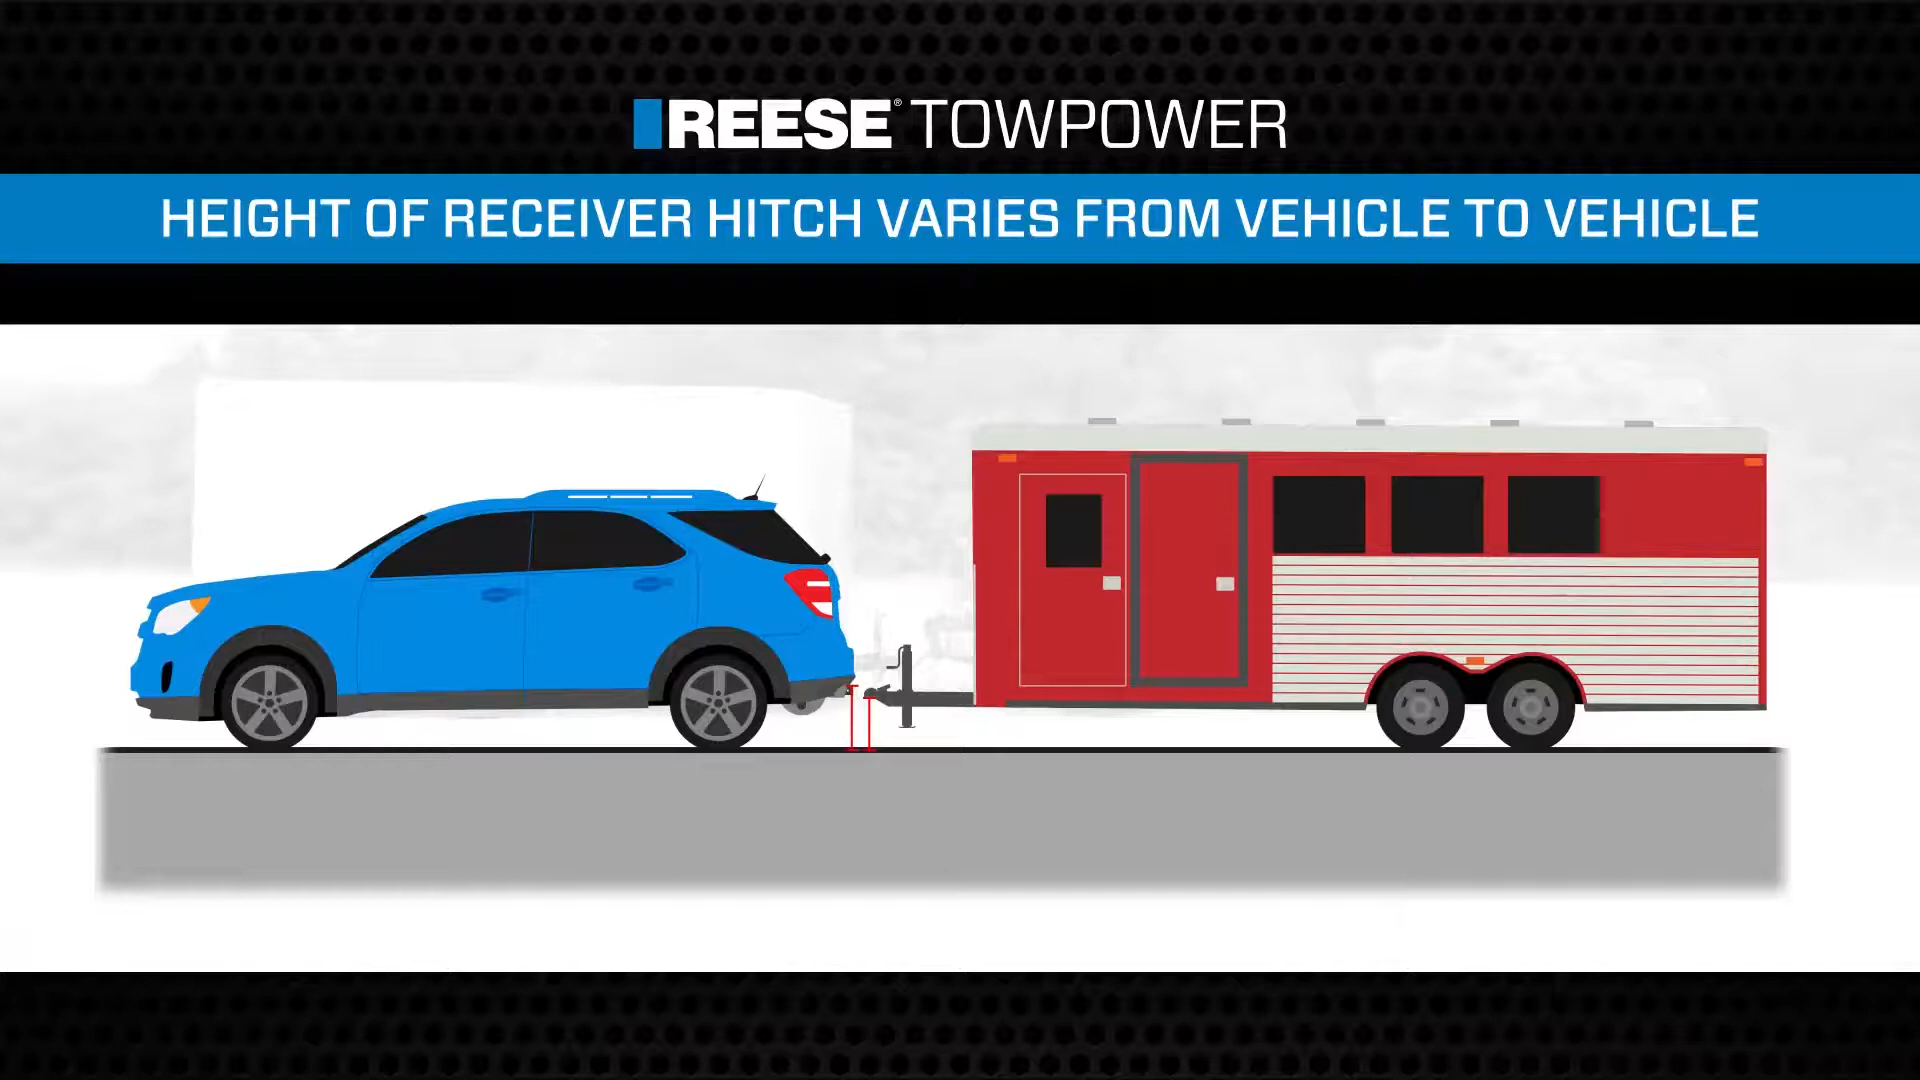 REESE® TOWPOWER
HEIGHT OF RECEIVER HITCH VARIES FROM VEHICLE TO VEHICLE